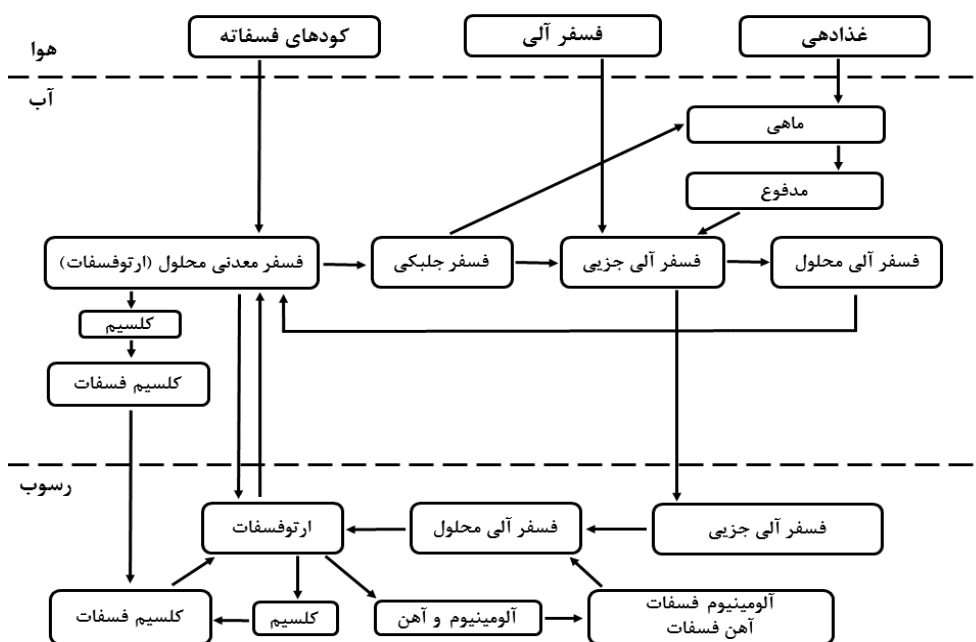 کودهای فسفاته
فسفر آلی
غذادهی
هوا
آب
ماهی
مدفوع
فسفر معدنی محلول (ارتوفسفات)
فسفر جلبکی
فسفر آلی جزیی
فسفر آلی محلول
کلسیم
کلسیم فسفات
رسوب
ارتوفسفات
فسفر آلی محلول
فسفر آلی جزیی
کلسیم فسفات
کلسیم
آلومینیوم و آهن
آلومینیوم فسفات
آهن فسفات